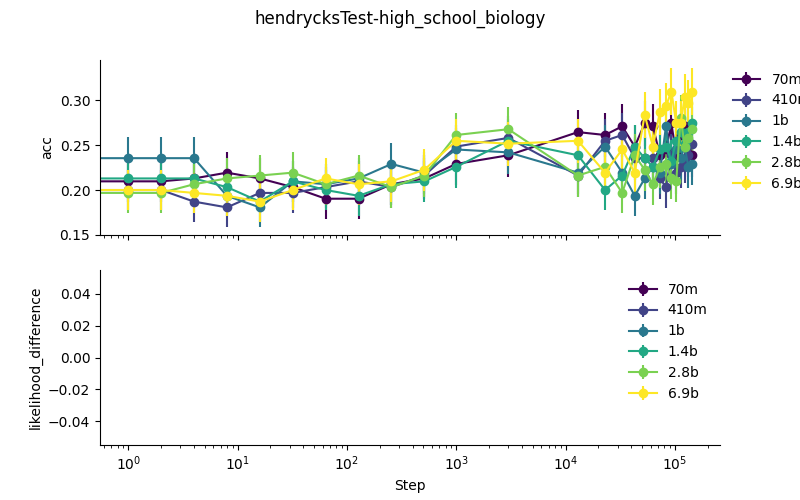 hendrycksTest-high_school_biology
acc
0.30
0.25
0.20
0.15
70m
410m
1b
1.4b
2.8b
6.9b
likelihood_difference
0.04
0.02
0.00
−0.02
−0.04
70m
410m
1b
1.4b
2.8b
6.9b
10⁰ 10¹ 10² 10³ 10⁴ 10⁵
Step